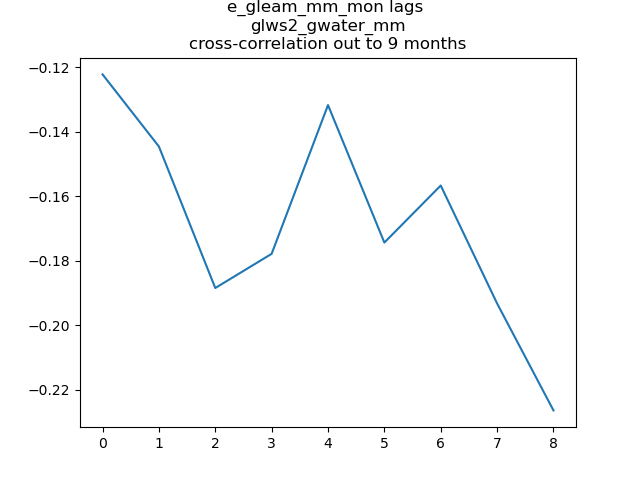 e_gleam_mm_mon lags
glws2_gwater_mm
cross-correlation out to 9 months
−0.12
−0.14
−0.16
−0.18
−0.20
−0.22
0 1 2 3 4 5 6 7 8